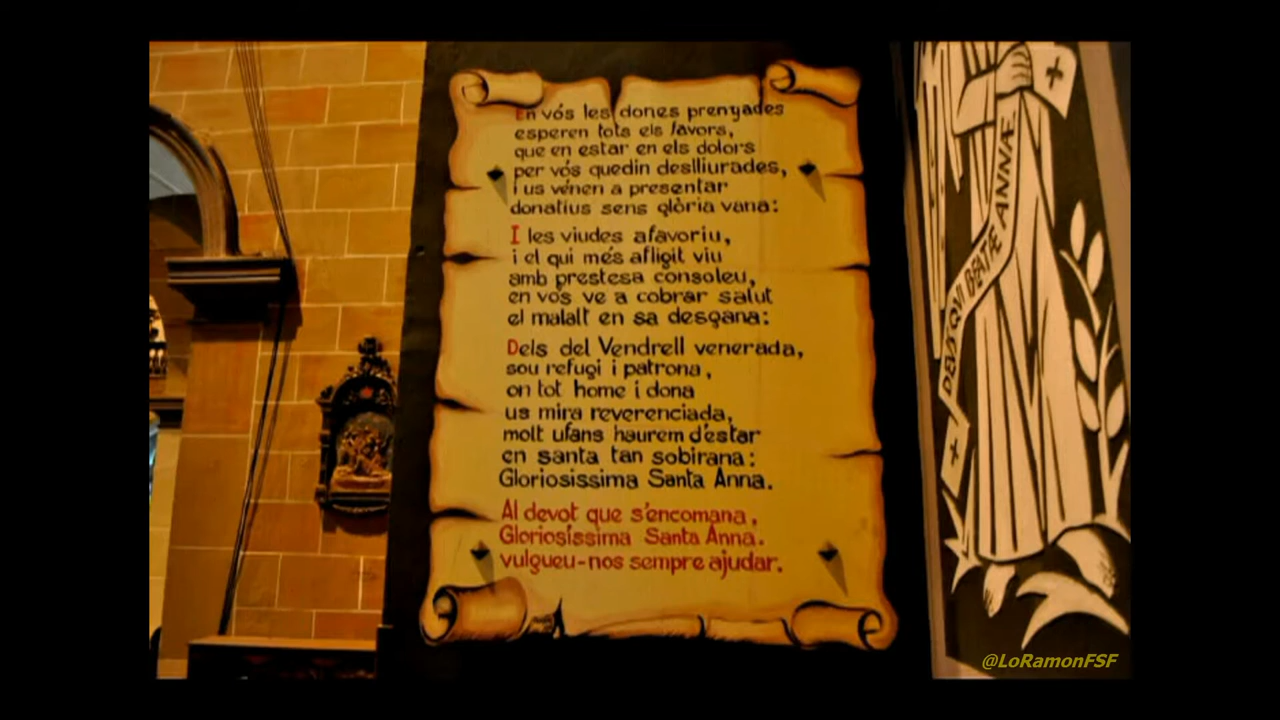 En vós les dones prenyades
esperen tots els favors,
que en estar en els dolors
per vós quedin deslliurades,
i us vénen a presentar
donatius sens glòria vana:
I les viudes afavoriu,
i el qui més afligit viu
amb prestesa consoleu,
en vós ve a cobrar salut
el malalt en sa desgana:
Dels del Vendrell venerada,
sou refugi i patrona,
on tot home i dona
us mira reverenciada,
molt ufans haurem d'estar
en santa tan sobirana:
Gloriosissima Santa Anna.
Al devot que s'encomana,
Gloriosissima Santa Anna.
vulgueu-nos sempre ajudar.
DEUS QUI BEATÆ ANNÆ
@LoRamonFSF